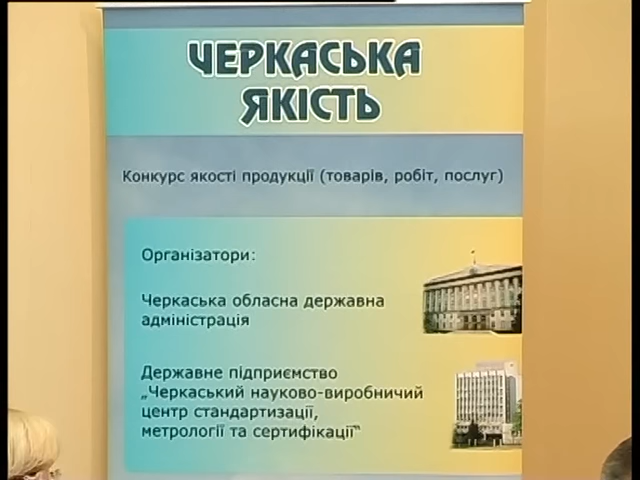 ЧЕРКАСЬКА
ЯКІСТЬ
Конкурс якості продукції (товарів, робіт, послуг)
Організатори:
Черкаська обласна державна
адміністрація
Державне підприємство
„Черкаський науково-виробничий
центр стандартизації,
метрології та сертифікації“